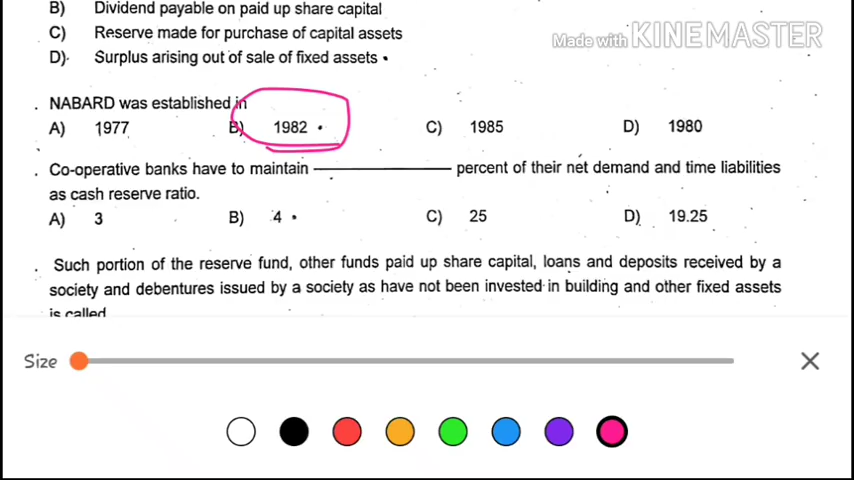 B) Dividend payable on paid up share capital
Made with KINEMASTER
C) Reserve made for purchase of capital assets
D) Surplus arising out of sale of fixed assets
. NABARD was established in
A) 1977 B) 1982 C) 1985 D) 1980
. Co-operative banks have to maintain ———————— percent of their net demand and time liabilities
as cash reserve ratio.
A) 3 B) 4 C) 25 D) 19.25
. Such portion of the reserve fund, other funds paid up share capital, loans and deposits received by a
society and debentures issued by a society as have not been invested in building and other fixed assets
is called
Size